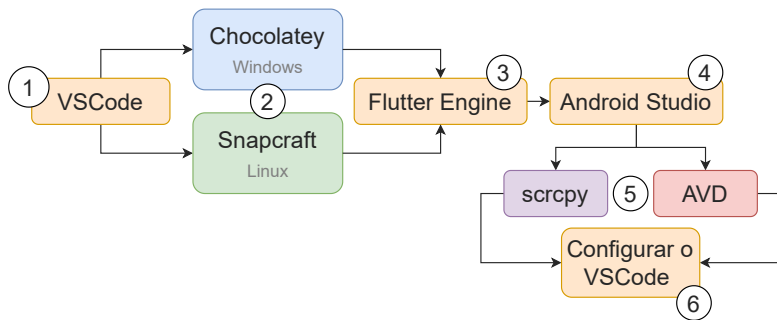 1
VSCode
Chocolatey
Windows
2
Snapcraft
Linux
3
Flutter Engine
4
Android Studio
scrcpy
5
AVD
Configurar o
VSCode
6